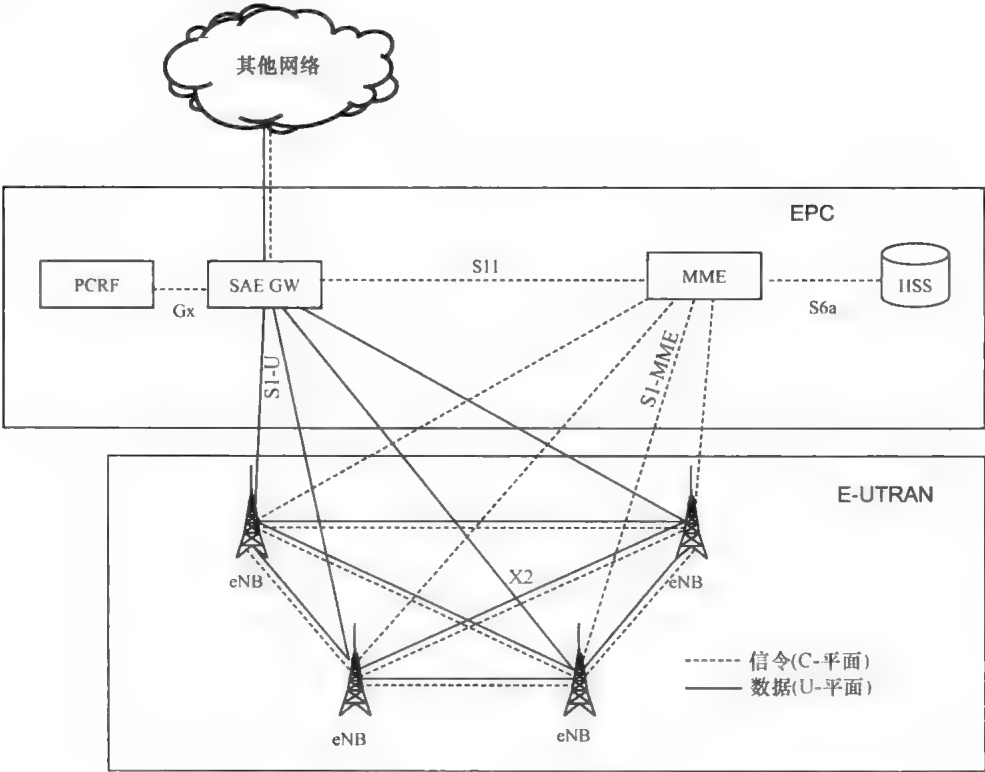 其他网络
EPC
PCRF
SAE GW
S11
MME
HSS
Gx
S6a
S1-U
S1-MME
E-UTRAN
eNB
X2
eNB
eNB
信令(C-平面)
数据(U-平面)
eNB